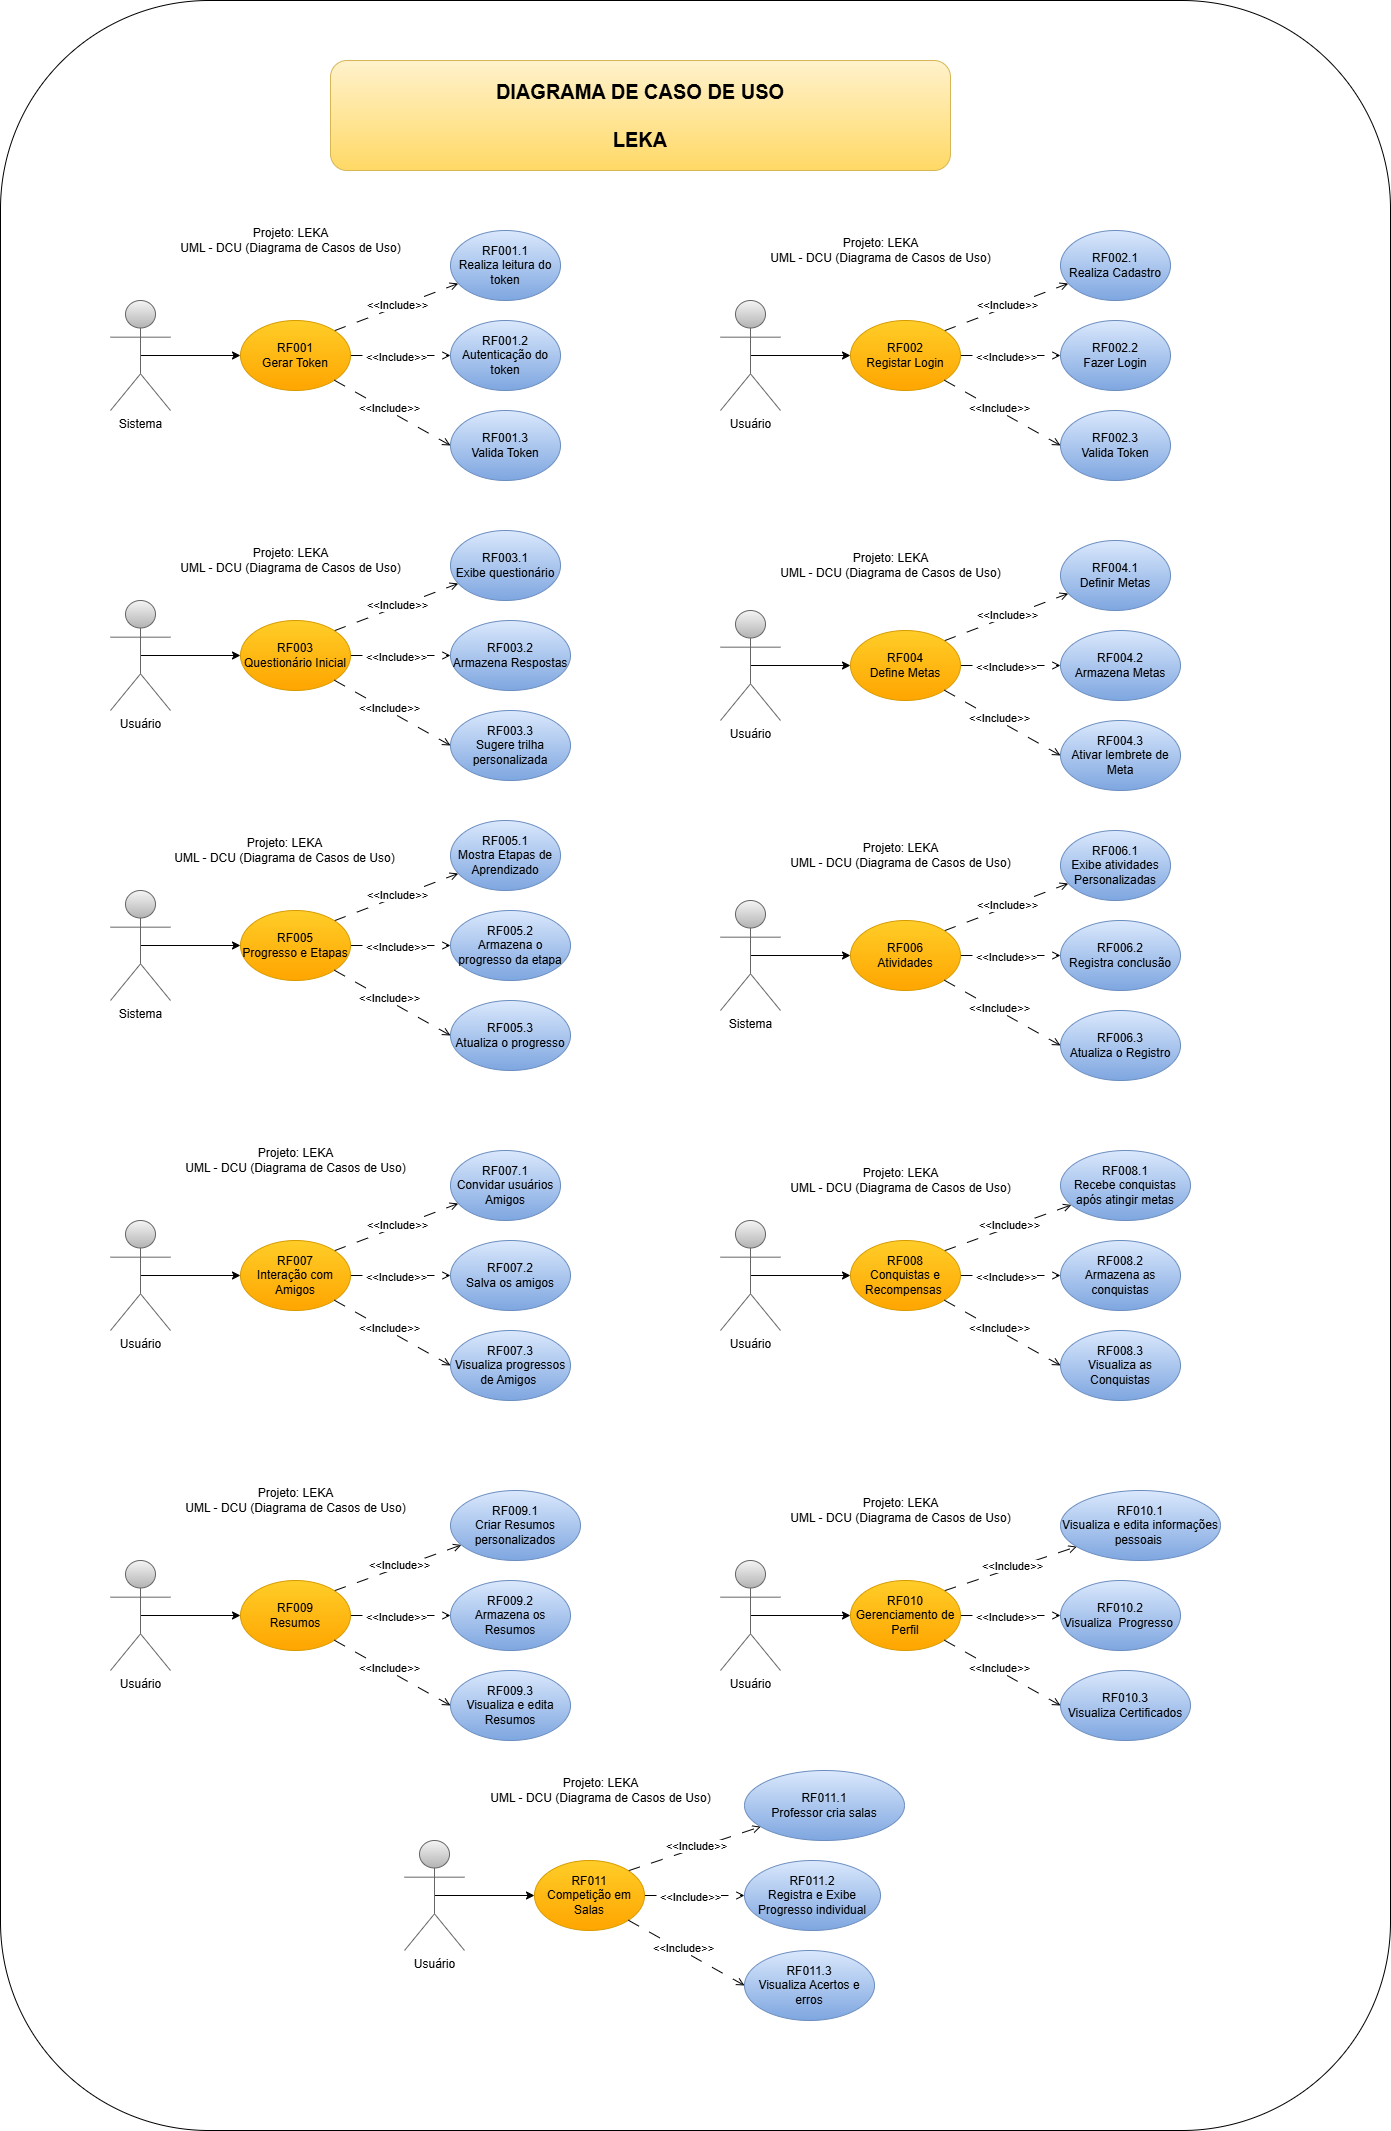 DIAGRAMA DE CASO DE USO
LEKA
Projeto: LEKA
UML - DCU (Diagrama de Casos de Uso)
RF001.1
Realiza leitura do
token
<<Include>>
RF001
Gerar Token
<<Include>>
RF001.2
Autenticação do
token
<<Include>>
Sistema
RF001.3
Valida Token
Projeto: LEKA
UML - DCU (Diagrama de Casos de Uso)
RF002.1
Realiza Cadastro
<<Include>>
RF002
Registar Login
<<Include>>
RF002.2
Fazer Login
<<Include>>
Usuário
RF002.3
Valida Token
Projeto: LEKA
UML - DCU (Diagrama de Casos de Uso)
RF003.1
Exibe questionário
<<Include>>
RF003
Questionário Inicial
<<Include>>
RF003.2
Armazena Respostas
<<Include>>
Usuário
RF003.3
Sugere trilha
personalizada
Projeto: LEKA
UML - DCU (Diagrama de Casos de Uso)
RF004.1
Definir Metas
<<Include>>
RF004
Define Metas
<<Include>>
RF004.2
Armazena Metas
<<Include>>
Usuário
RF004.3
Ativar lembrete de
Meta
Projeto: LEKA
UML - DCU (Diagrama de Casos de Uso)
RF005.1
Mostra Etapas de
Aprendizado
<<Include>>
RF005
Progresso e Etapas
<<Include>>
RF005.2
Armazena o
progresso da etapa
<<Include>>
Sistema
RF005.3
Atualiza o progresso
Projeto: LEKA
UML - DCU (Diagrama de Casos de Uso)
RF006.1
Exibe atividades
Personalizadas
<<Include>>
RF006
Atividades
<<Include>>
RF006.2
Registra conclusão
<<Include>>
Sistema
RF006.3
Atualiza o Registro
Projeto: LEKA
UML - DCU (Diagrama de Casos de Uso)
RF007.1
Convidar usuários
Amigos
<<Include>>
RF007
Interação com
Amigos
<<Include>>
RF007.2
Salva os amigos
<<Include>>
Usuário
RF007.3
Visualiza progressos
de Amigos
Projeto: LEKA
UML - DCU (Diagrama de Casos de Uso)
RF008.1
Recebe conquistas
após atingir metas
<<Include>>
RF008
Conquistas e
Recompensas
<<Include>>
RF008.2
Armazena as
conquistas
<<Include>>
Usuário
RF008.3
Visualiza as
Conquistas
Projeto: LEKA
UML - DCU (Diagrama de Casos de Uso)
RF009.1
Criar Resumos
personalizados
<<Include>>
RF009
Resumos
<<Include>>
RF009.2
Armazena os
Resumos
<<Include>>
Usuário
RF009.3
Visualiza e edita
Resumos
Projeto: LEKA
UML - DCU (Diagrama de Casos de Uso)
RF010.1
Visualiza e edita informações
pessoais
<<Include>>
RF010
Gerenciamento de
Perfil
<<Include>>
RF010.2
Visualiza  Progresso
<<Include>>
Usuário
RF010.3
Visualiza Certificados
Projeto: LEKA
UML - DCU (Diagrama de Casos de Uso)
RF011.1
Professor cria salas
<<Include>>
RF011
Competição em
Salas
<<Include>>
RF011.2
Registra e Exibe
Progresso individual
<<Include>>
Usuário
RF011.3
Visualiza Acertos e
erros